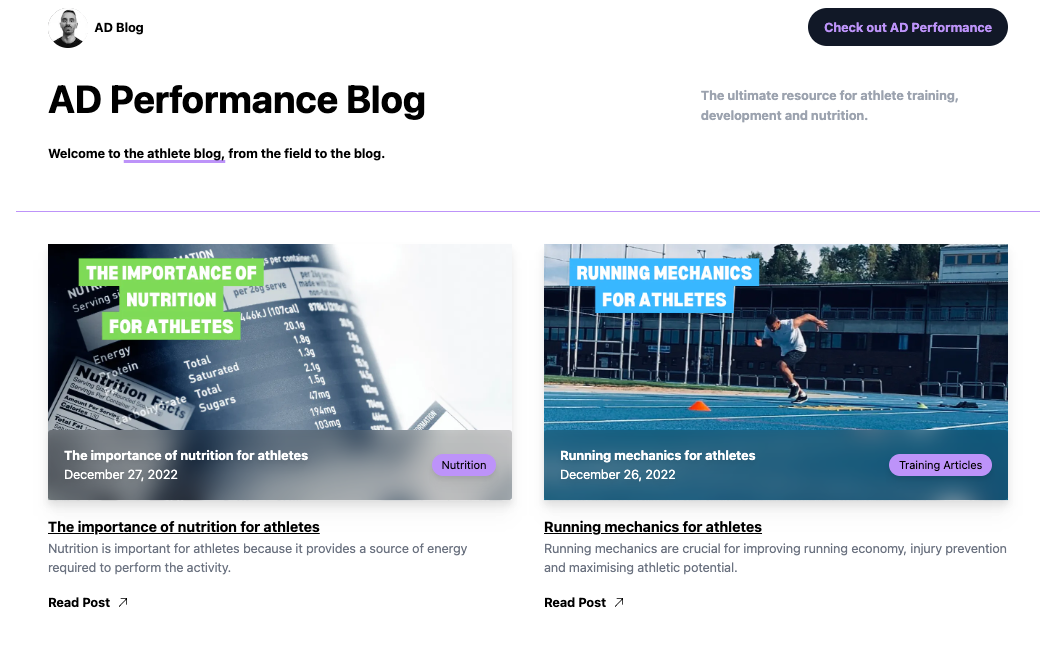 AD Blog
Check out AD Performance
AD Performance Blog
The ultimate resource for athlete training,
development and nutrition.
Welcome to the athlete blog, from the field to the blog.
THE IMPORTANCE OF
NUTRITION
FOR ATHLETES
Serving si
per 26g serve
446kJ (107cal)
20.1g
1.8g
1.3g
2.1g
1.5g
47mg
194mg
103mg
Energy
Total
Saturated
Total
Sugars
Nutrition Facts
Calories
Total Fat
The importance of nutrition for athletes
December 27, 2022
Nutrition
RUNNING MECHANICS
FOR ATHLETES
Running mechanics for athletes
December 26, 2022
Training Articles
The importance of nutrition for athletes
Nutrition is important for athletes because it provides a source of energy
required to perform the activity.
Read Post
Running mechanics for athletes
Running mechanics are crucial for improving running economy, injury prevention
and maximising athletic potential.
Read Post